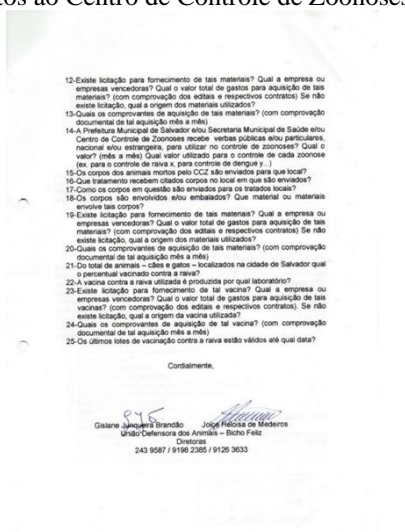 tos ao Centro de Controle de Zoonoses
12-Existe licitação para fornecimento de tais materiais? Qual a empresa ou
empresas vencedoras? Qual o valor total de gastos para aquisição de tais
materiais? (com comprovação dos editais e respectivos contratos) Se não
existe licitação, qual a origem dos materiais utilizados?
13-Quais os comprovantes de aquisição de tais materiais? (com comprovação
documental de tal aquisição mês a mês)
14-A Prefeitura Municipal de Salvador e/ou Secretaria Municipal da Saúde e/ou
Centro de Controle de Zoonoses recebe verbas públicas e/ou particulares,
nacional e/ou estrangeira, para utilizar no controle de zoonoses? Qual o
valor? (mês a mês) Qual valor utilizado para o controle de cada zoonose
(ex. para o controle de raiva x, para controle de dengue y...)
15-Os corpos dos animais mortos pelo CCZ são enviados para que local?
16-Que tratamento recebem citados corpos no local em que são enviados?
17-Como os corpos em questão são enviados para os tratados locais?
18-Os corpos são envolvidos e/ou embalados? Que material ou materiais
envolve tais corpos?
19-Existe licitação para fornecimento de tais materiais? Qual a empresa ou
empresas vencedoras? Qual o valor total de gastos para aquisição de tais
materiais? (com comprovação dos editais e respectivos contratos) Se não
existe licitação, qual a origem dos materiais utilizados?
20-Quais os comprovantes de aquisição de tais materiais? (com comprovação
documental de tal aquisição mês a mês)
21-Do total de animais – cães e gatos – localizados na cidade de Salvador qual
o percentual vacinado contra a raiva?
22-A vacina contra a raiva utilizada é produzida por qual laboratório?
23-Existe licitação para fornecimento de tal vacina? Qual a empresa ou
empresas vencedoras? Qual o valor total de gastos para aquisição de tais
vacinas? (com comprovação dos editais e respectivos contratos). Se não
existe licitação, qual a origem da vacina utilizada?
24-Quais os comprovantes de aquisição de tal vacina? (com comprovação
documental de tal aquisição mês a mês)
25-Os últimos lotes de vacinação contra a raiva estão válidos até qual data?
Cordialmente,
Gislane Junqueira Brandão Heloisa de Medeiros
União Defensora dos Animais – Bicho Feliz
Diretoras
243 9587 / 9198 2365 / 9126 3633